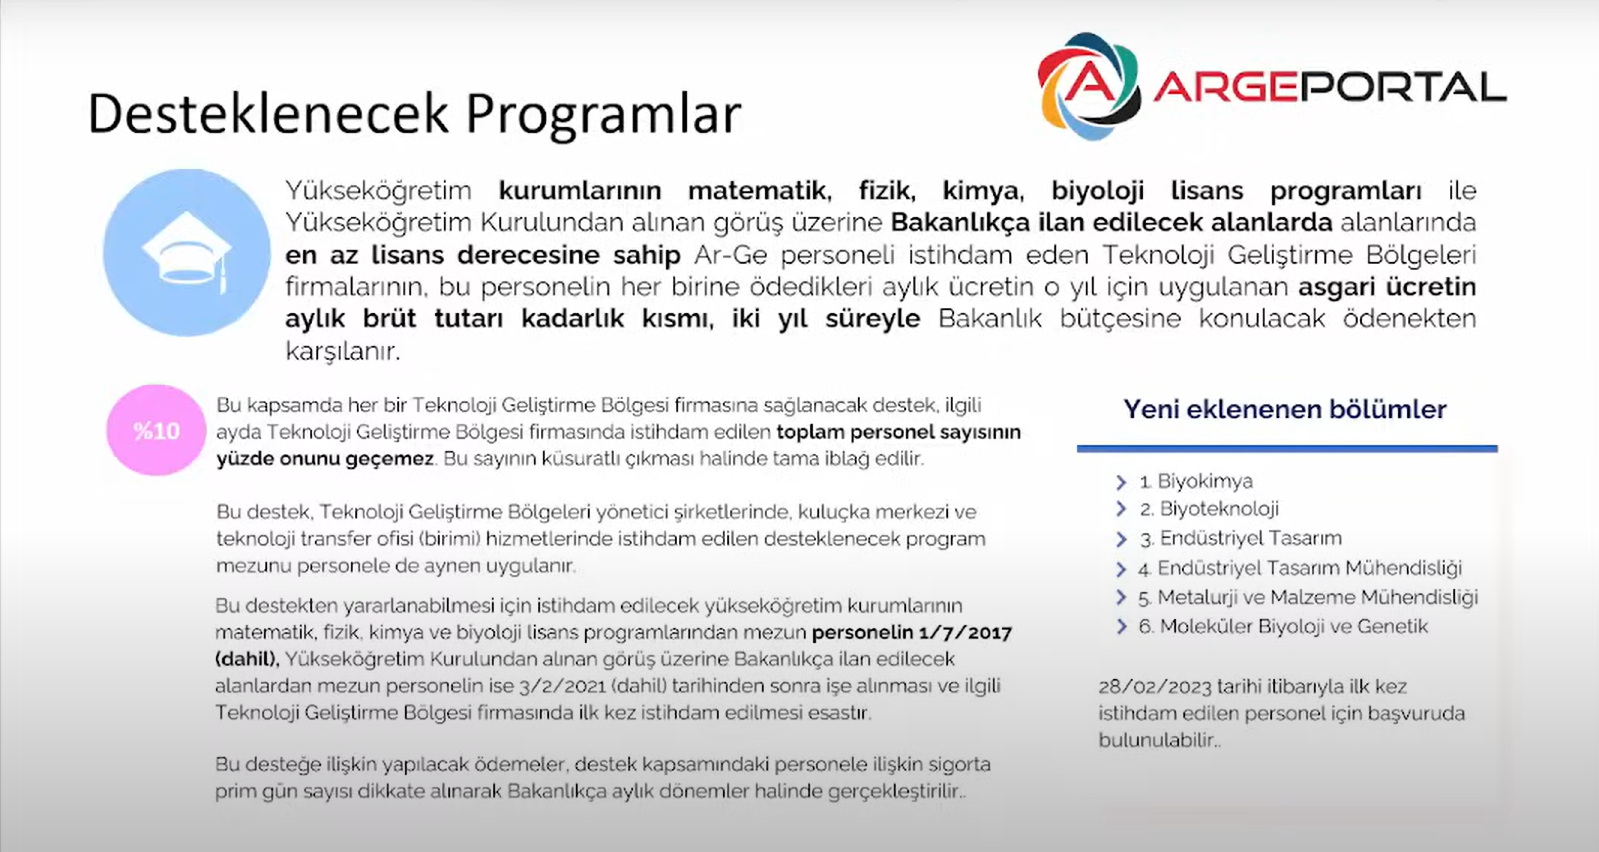 ARGEPORTAL
Desteklenecek Programlar
Yükseköğretim kurumlarının matematik, fizik, kimya, biyoloji lisans programları ile
Yükseköğretim Kurulundan alınan görüş üzerine Bakanlıkça ilan edilecek alanlarda alanlarında
en az lisans derecesine sahip Ar-Ge personeli istihdam eden Teknoloji Geliştirme Bölgeleri
firmalarının, bu personelin her birine ödedikleri aylık ücretin o yıl için uygulanan asgari ücretin
aylık brüt tutarı kadarlık kısmı, iki yıl süreyle Bakanlık bütçesine konulacak ödenekten
karşılanır.
%10
Bu kapsamda her bir Teknoloji Geliştirme Bölgesi firmasına sağlanacak destek, ilgili
ayda Teknoloji Geliştirme Bölgesi firmasında istihdam edilen toplam personel sayısının
yüzde onunu geçemez. Bu sayının küsuratlı çıkması halinde tama iblağ edilir.
Bu destek, Teknoloji Geliştirme Bölgeleri yönetici şirketlerinde, kuluçka merkezi ve
teknoloji transfer ofisi (birimi) hizmetlerinde istihdam edilen desteklenecek program
mezunu personele de aynen uygulanır.
Bu destekten yararlanabilmesi için istihdam edilecek yükseköğretim kurumlarının
matematik, fizik, kimya ve biyoloji lisans programlarından mezun personelin 1/7/2017
(dahil), Yükseköğretim Kurulundan alınan görüş üzerine Bakanlıkça ilan edilecek
alanlardan mezun personelin ise 3/2/2021 (dahil) tarihinden sonra işe alınması ve ilgili
Teknoloji Geliştirme Bölgesi firmasında ilk kez istihdam edilmesi esastır.
Bu desteğe ilişkin yapılacak ödemeler, destek kapsamındaki personele ilişkin sigorta
prim gün sayısı dikkate alınarak Bakanlıkça aylık dönemler halinde gerçekleştirilir..
Yeni eklenenen bölümler
1. Biyokimya
2. Biyoteknoloji
3. Endüstriyel Tasarım
4. Endüstriyel Tasarım Mühendisliği
5. Metalurji ve Malzeme Mühendisliği
6. Moleküler Biyoloji ve Genetik
28/02/2023 tarihi itibarıyla ilk kez
istihdam edilen personel için başvuruda
bulunulabilir..